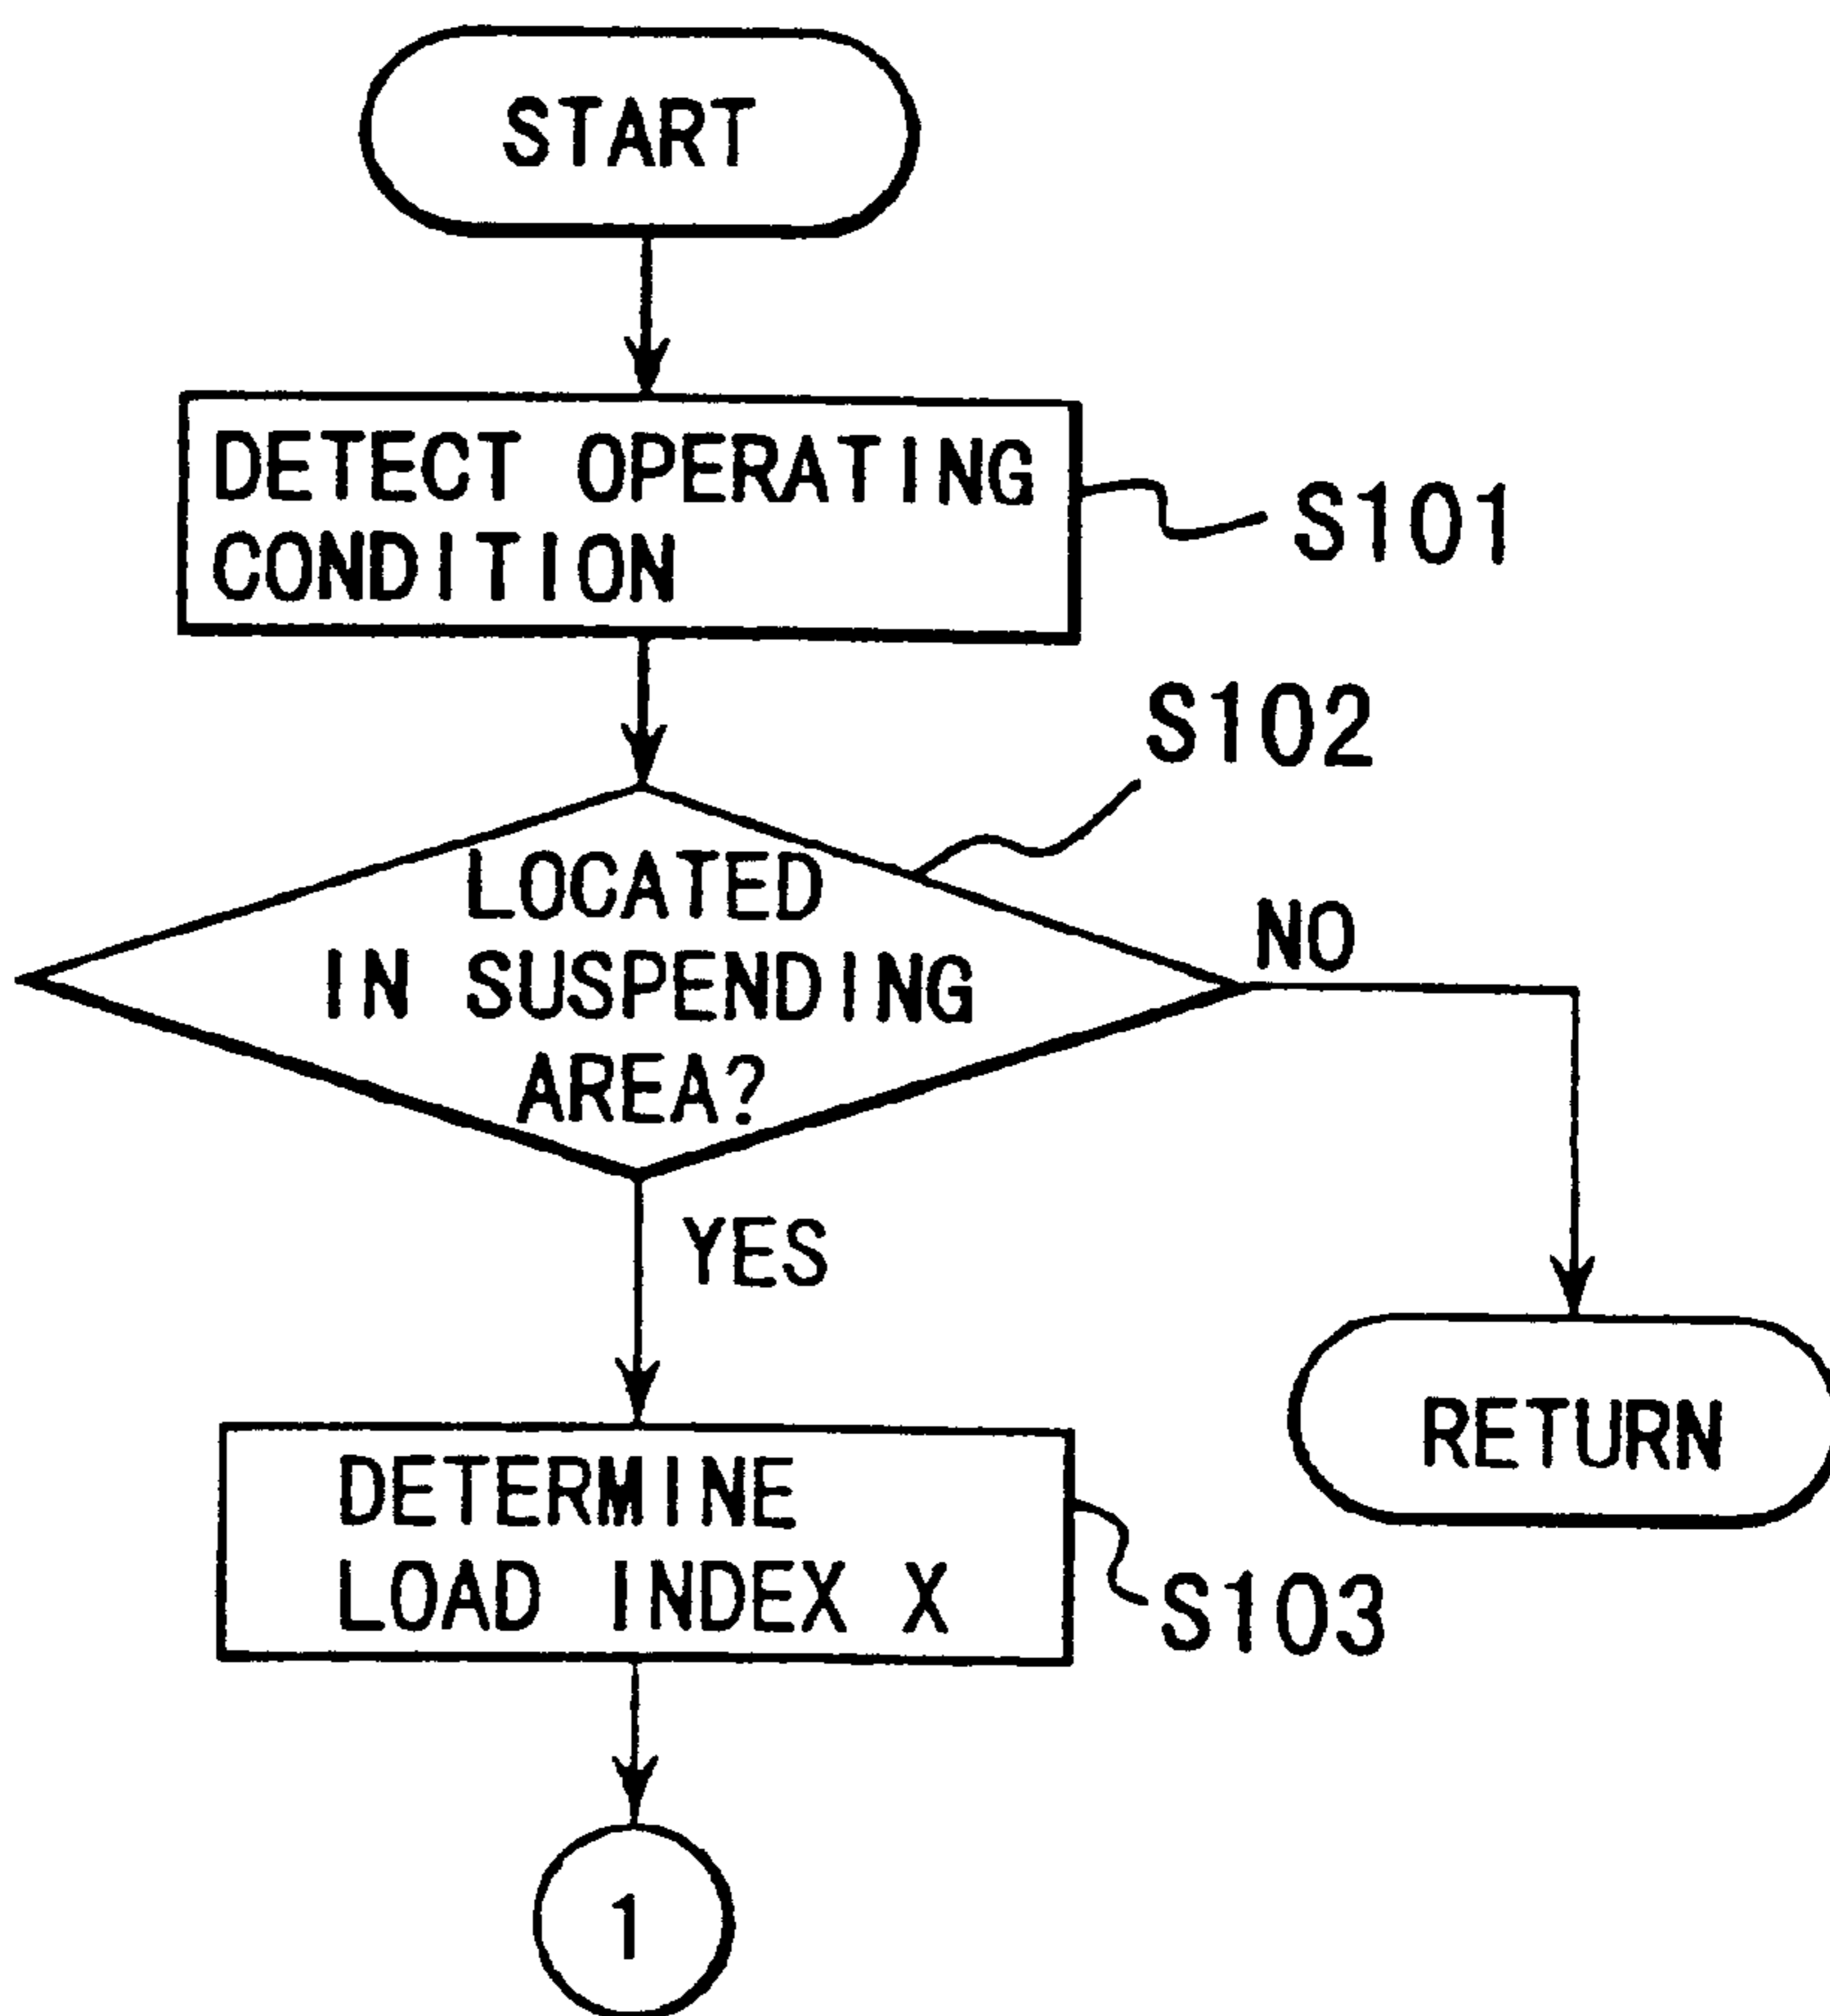 START
DETECT OPERATING
CONDITION
S101
S102
LOCATED
IN SUSPENDING
AREA?
NO
YES
RETURN
DETERMINE
LOAD INDEX X
S103
1